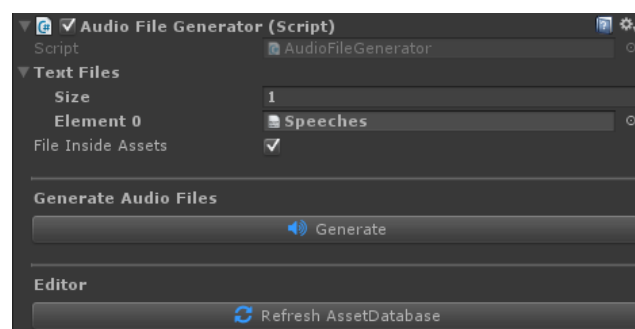 Audio File Generator (Script)
Script AudioFileGenerator
Text Files
Size 1
Element 0 Speeches
File Inside Assets
Generate Audio Files
Generate
Editor
Refresh AssetDatabase